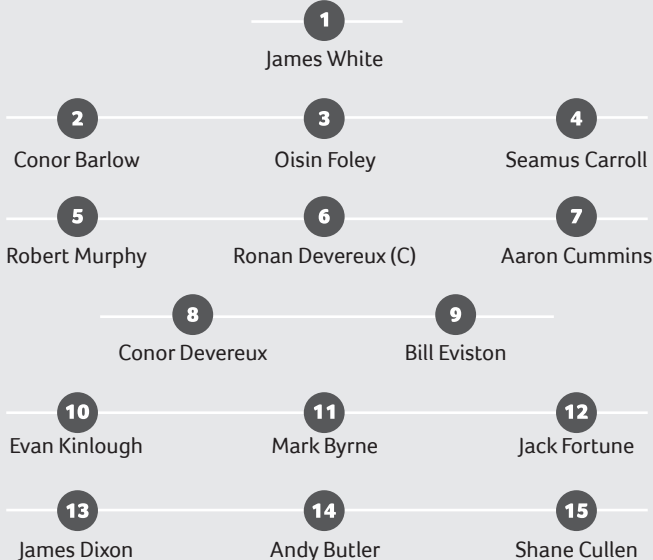 1
James White
2 3 4
Conor Barlow Oisin Foley Seamus Carroll
5 6 7
Robert Murphy Ronan Devereux (C) Aaron Cummins
8 9
Conor Devereux Bill Eviston
10 11 12
Evan Kinlough Mark Byrne Jack Fortune
13 14 15
James Dixon Andy Butler Shane Cullen